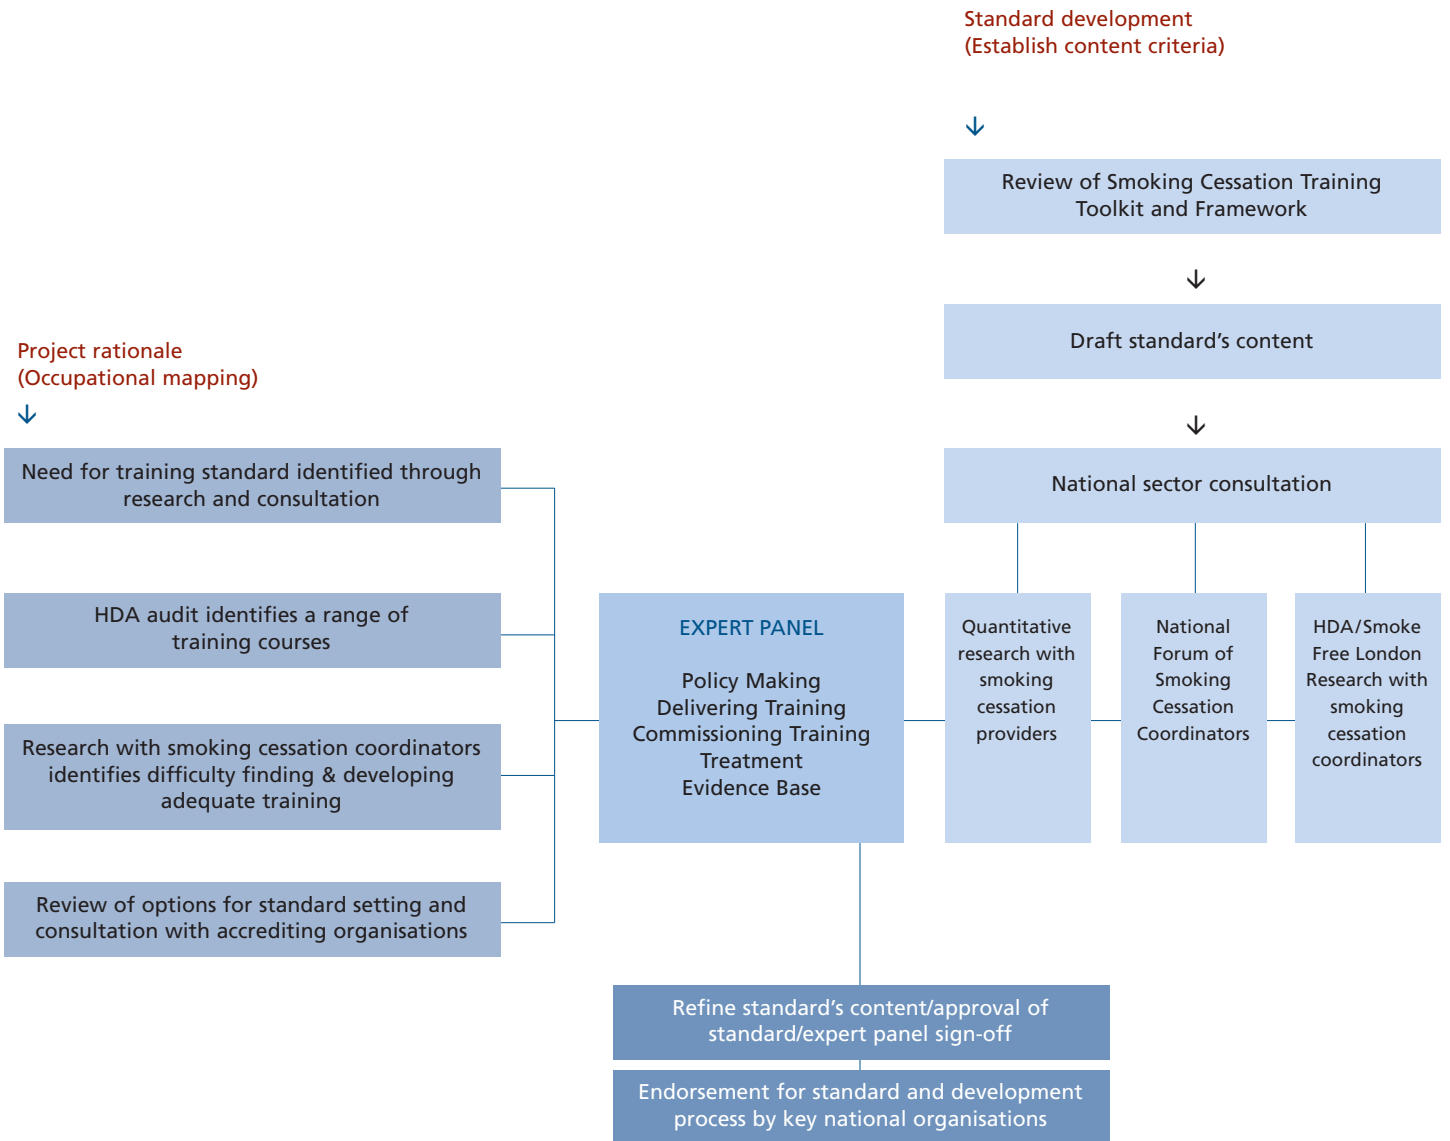 Standard development
(Establish content criteria)
Review of Smoking Cessation Training
Toolkit and Framework
Draft standard’s content
National sector consultation
Project rationale
(Occupational mapping)
Need for training standard identified through
research and consultation
HDA audit identifies a range of
training courses
Research with smoking cessation coordinators
identifies difficulty finding & developing
adequate training
Review of options for standard setting and
consultation with accrediting organisations
EXPERT PANEL
Policy Making
Delivering Training
Commissioning Training
Treatment
Evidence Base
Quantitative
research with
smoking
cessation
providers
National
Forum of
Smoking
Cessation
Coordinators
HDA/Smoke
Free London
Research with
smoking
cessation
coordinators
Refine standard’s content/approval of
standard/expert panel sign-off
Endorsement for standard and development
process by key national organisations